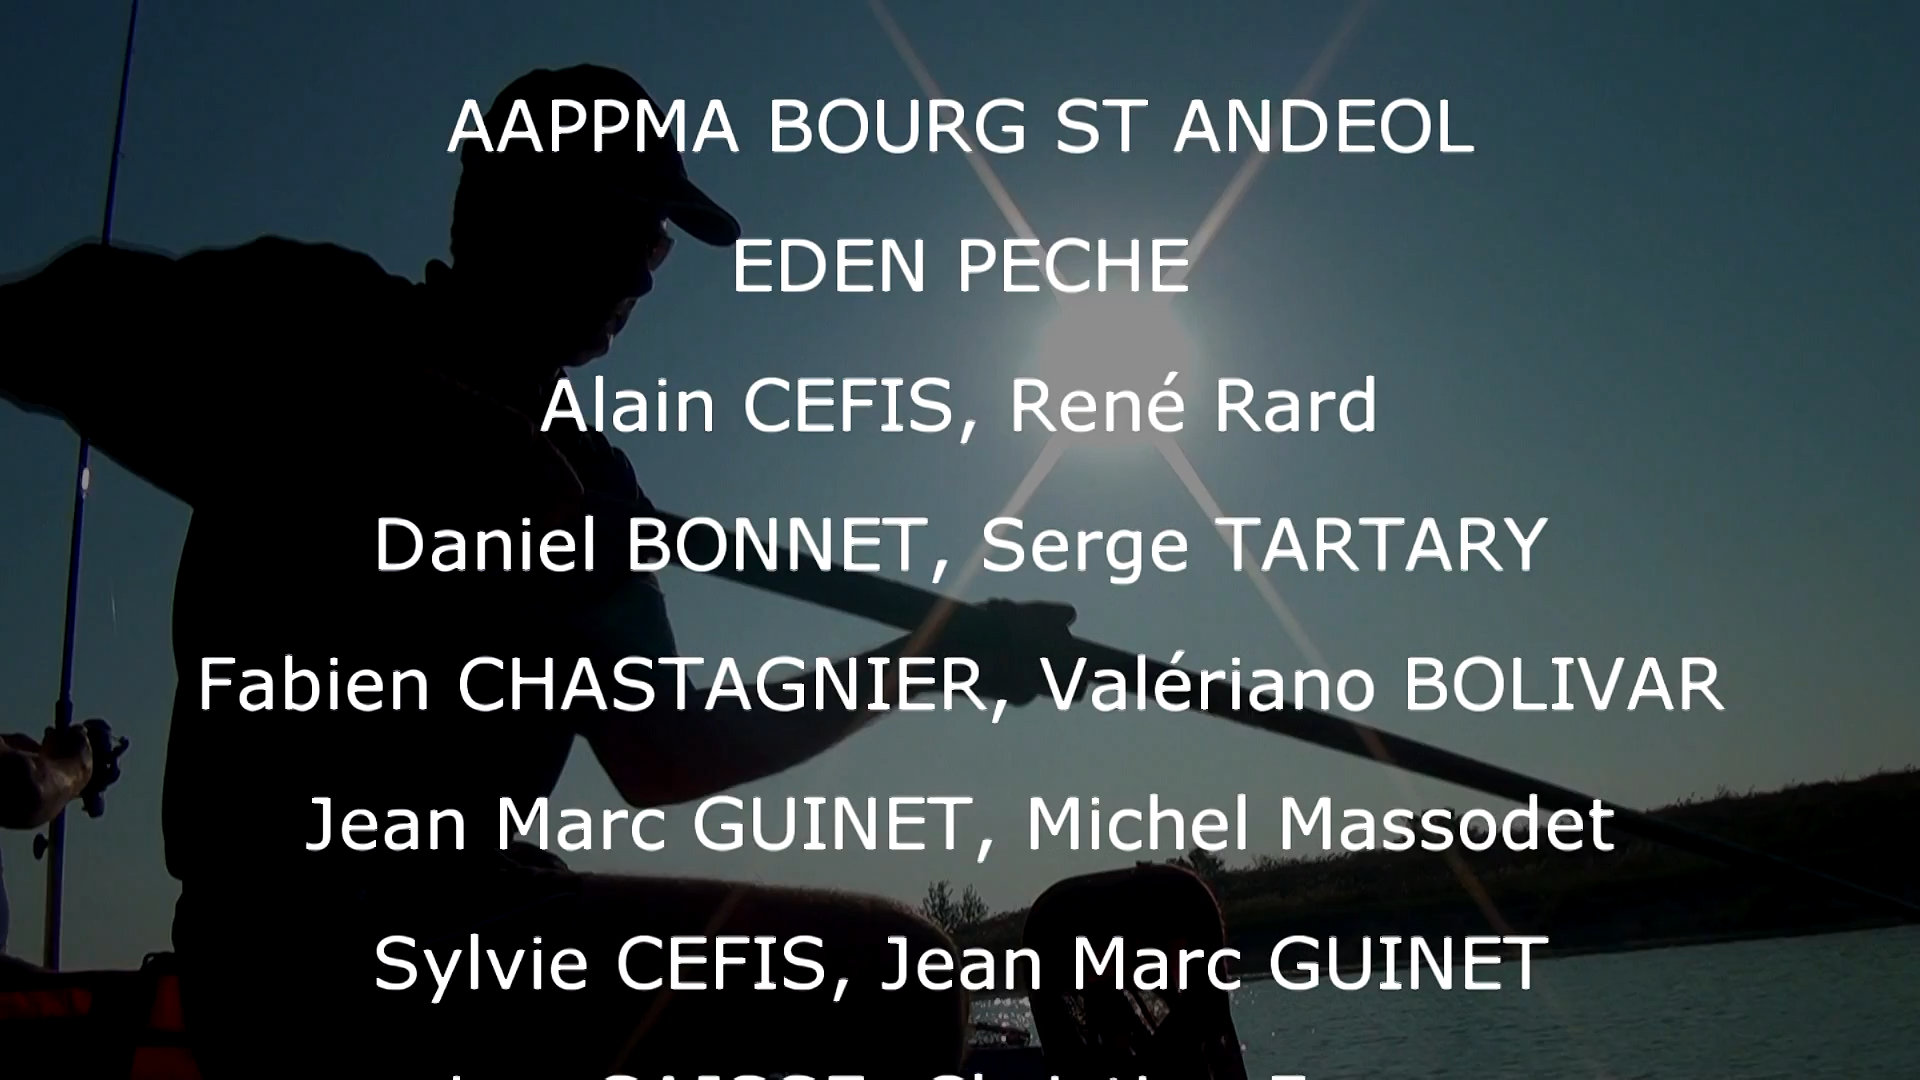 AAPPMA BOURG ST ANDEOL
EDEN PECHE
Alain CEFIS, René Rard
Daniel BONNET, Serge TARTARY
Fabien CHASTAGNIER, Valériano BOLIVAR
Jean Marc GUINET, Michel Massodet
Sylvie CEFIS, Jean Marc GUINET